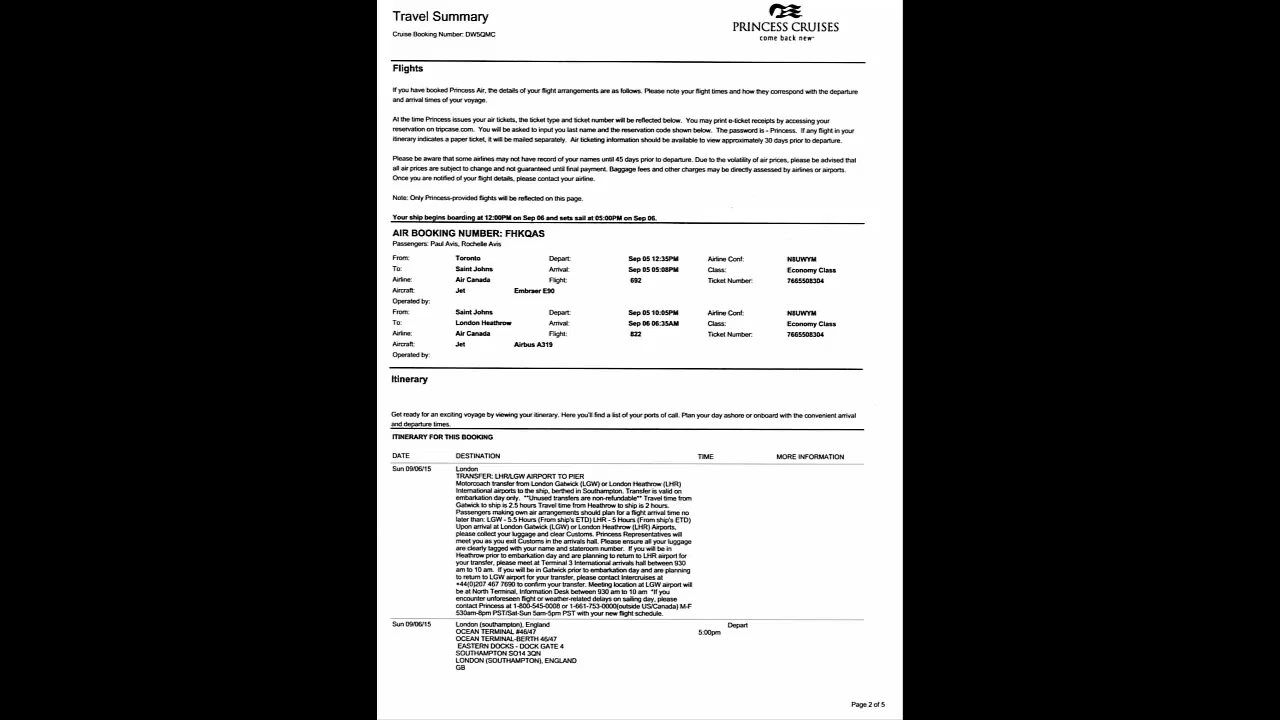 Travel Summary
Cruise Booking Number: DW5QMC
PRINCESS CRUISES
come back new
Flights
If you have booked Princess Air, the details of your flight arrangements are as follows. Please note your flight times and how they correspond with the departure
and arrival times of your voyage.
At the time Princess issues your air tickets, the ticket type and ticket number will be reflected below. You may print e-ticket receipts by accessing your
reservation on tripcase.com. You will be asked to input you last name and the reservation code shown below. The password is - Princess. If any flight in your
itinerary indicates a paper ticket, it will be mailed separately. Air ticketing information should be available to view approximately 30 days prior to departure.
Please be aware that some airlines may not have record of your names until 45 days prior to departure. Due to the volatility of air prices, please be advised that
all air prices are subject to change and not guaranteed until final payment. Baggage fees and other charges may be directly assessed by airlines or airports.
Once you are notified of your flight details, please contact your airline.
Note: Only Princess-provided flights will be reflected on this page.
Your ship begins boarding at 12:00PM on Sep 06 and sets sail at 05:00PM on Sep 06.
AIR BOOKING NUMBER: FHKQAS
Passengers: Paul Avis, Rochelle Avis
From: Toronto Depart: Sep 05 12:35PM Airline Conf: N8UWYM
To: Saint Johns Arrival: Sep 05 05:08PM Class: Economy Class
Airline: Air Canada Flight: 692 Ticket Number: 7665508304
Aircraft: Jet Embraer E90
Operated by:
From: Saint Johns Depart: Sep 05 10:05PM Airline Conf: N8UWYM
To: London Heathrow Arrival: Sep 06 06:35AM Class: Economy Class
Airline: Air Canada Flight: 822 Ticket Number: 7665508304
Aircraft: Jet Airbus A319
Operated by:
Itinerary
Get ready for an exciting voyage by viewing your itinerary. Here you'll find a list of your ports of call. Plan your day ashore or onboard with the convenient arrival
and departure times.
ITINERARY FOR THIS BOOKING
DATE DESTINATION TIME MORE INFORMATION
Sun 09/06/15 London
TRANSFER: LHR/LGW AIRPORT TO PIER
Motorcoach transfer from London Gatwick (LGW) or London Heathrow (LHR)
International airports to the ship, berthed in Southampton. Transfer is valid on
embarkation day only. **Unused transfers are non-refundable** Travel time from
Gatwick to ship is 2.5 hours Travel time from Heathrow to ship is 2 hours.
Passengers making own air arrangements should plan for a flight arrival time no
later than: LGW - 5.5 Hours (From ship's ETD) LHR - 5 Hours (From ship's ETD)
Upon arrival at London Gatwick (LGW) or London Heathrow (LHR) Airports,
please collect your luggage and clear Customs. Princess Representatives will
meet you as you exit Customs in the arrivals hall. Please ensure all your luggage
are clearly tagged with your name and stateroom number. If you will be in
Heathrow prior to embarkation day and are planning to return to LHR airport for
your transfer, please meet at Terminal 3 International arrivals hall between 930
am to 10 am. If you will be in Gatwick prior to embarkation day and are planning
to return to LGW airport for your transfer, please contact Intercruises at
+44(0)207 467 7690 to confirm your transfer. Meeting location at LGW airport will
be at North Terminal, Information Desk between 930 am to 10 am *If you
encounter unforeseen flight or weather-related delays on sailing day, please
contact Princess at 1-800-545-0008 or 1-661-753-0000(outside US/Canada) M-F
530am-8pm PST/Sat-Sun 5am-5pm PST with your new flight schedule.
Sun 09/06/15 London (southampton), England Depart
OCEAN TERMINAL #46/47 5:00pm
OCEAN TERMINAL-BERTH 46/47
EASTERN DOCKS - DOCK GATE 4
SOUTHAMPTON SO14 3QN
LONDON (SOUTHAMPTON), ENGLAND
GB
Page 2 of 5